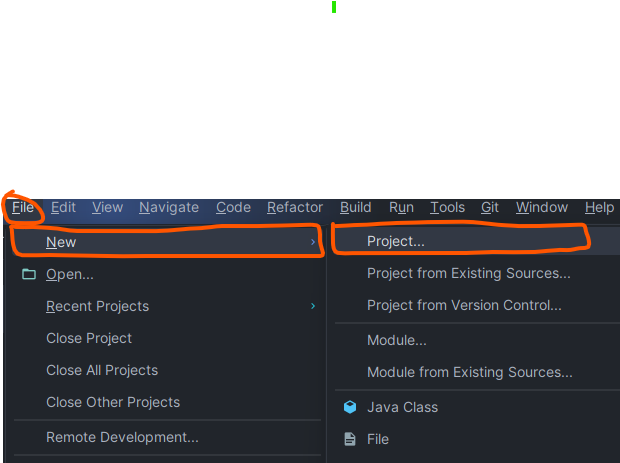 File Edit View Navigate Code Refactor Build Run Tools Git Window Help
New
Open...
Recent Projects
Close Project
Close All Projects
Close Other Projects
Remote Development...
Project...
Project from Existing Sources...
Project from Version Control...
Module...
Module from Existing Sources...
Java Class
File